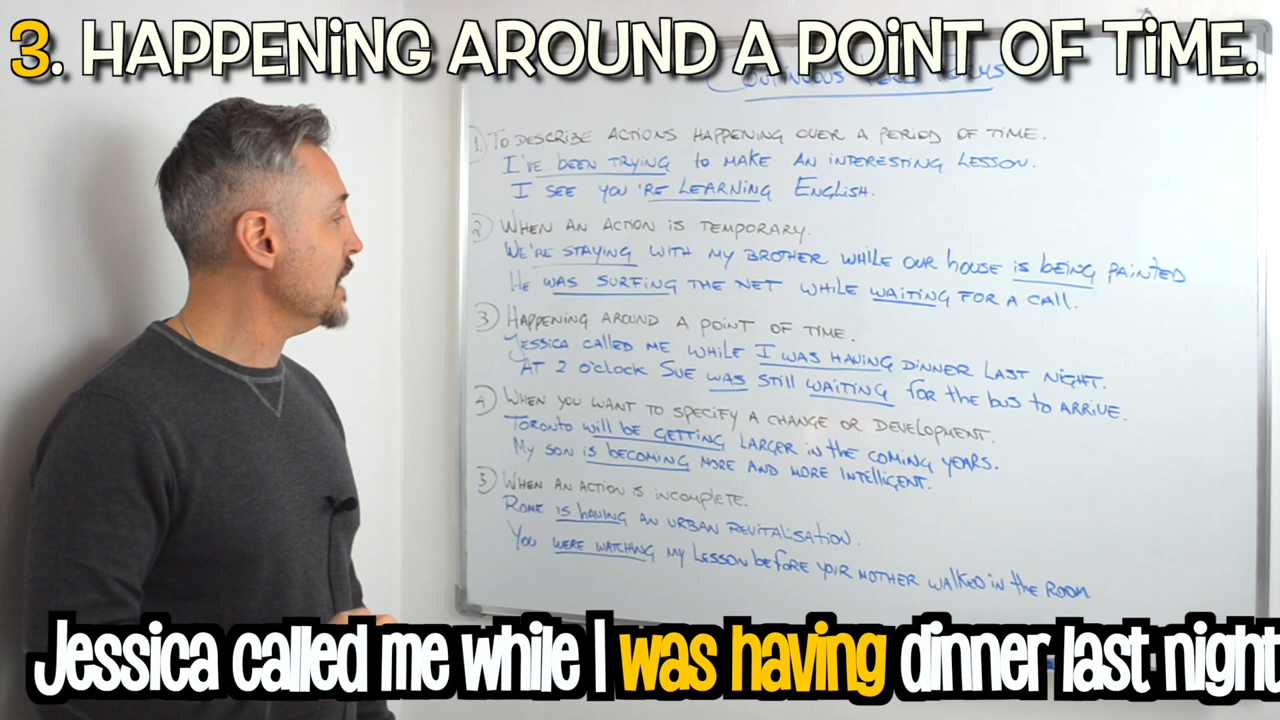 3. HAPPENING AROUND A POINT OF TIME.
CONTINUOUS VERB FORMS
1 TO DESCRIBE ACTIONS HAPPENING OVER A PERIOD OF TIME.
I'VE BEEN TRYING to MAKE AN INTERESTING LESSON.
I SEE YOU'RE LEARNING ENGLISH.
2 WHEN AN ACTION IS TEMPORARY.
WE'RE STAYING WITH MY BROTHER WHILE OUR house IS BEING PAINTED
HE WAS SURFING THE NET WHILE WAITING FOR A CALL.
3 HAPPENING AROUND A POINT OF TIME.
JESSICA CALLED ME WHILE I WAS HAVING DINNER LAST NIGHT.
AT 2 O'CLOCK SUE WAS STILL WAITING FOR the bus to ARRIVE.
4 WHEN YOU WANT TO SPECIFY A CHANGE OR DEVELOPMENT.
TORONTO will BE GETTING LARGER in the COMING YEARS.
MY SON IS BECOMING MORE AND MORE INTELLIGENT.
5 WHEN AN ACTION IS INCOMPLETE.
ROME IS HAVING AN URBAN REVITALISATION.
YOU WERE WATCHING MY LESSON before YOUR MOTHER WALKED IN the ROOM
Jessica called me while I was having dinner last night